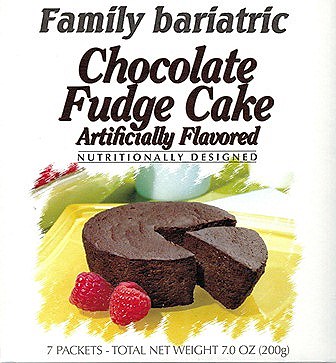 Family bariatric
Chocolate
Fudge Cake
Artificially Flavored
NUTRITIONALLY DESIGNED
7 PACKETS - TOTAL NET WEIGHT 7.0 OZ (200g)